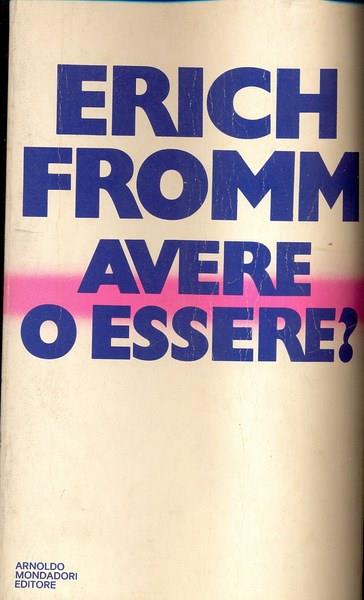 ERICH
FROMM
AVERE
O ESSERE?
ARNOLDO
MONDADORI
EDITORE